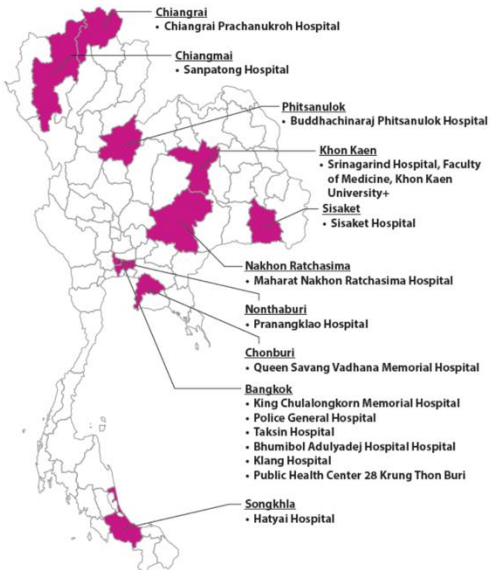 Chiangrai
• Chiangrai Prachanukroh Hospital
Chiangmai
• Sanpatong Hospital
Phitsanulok
• Buddhachinaraj Phitsanulok Hospital
Khon Kaen
• Srinagarind Hospital, Faculty
of Medicine, Khon Kaen
University+
Sisaket
• Sisaket Hospital
Nakhon Ratchasima
• Maharat Nakhon Ratchasima Hospital
Nonthaburi
• Pranangklao Hospital
Chonburi
• Queen Savang Vadhana Memorial Hospital
Bangkok
• King Chulalongkorn Memorial Hospital
• Police General Hospital
• Taksin Hospital
• Bhumibol Adulyadej Hospital Hospital
• Klang Hospital
• Public Health Center 28 Krung Thon Buri
Songkhla
• Hatyai Hospital